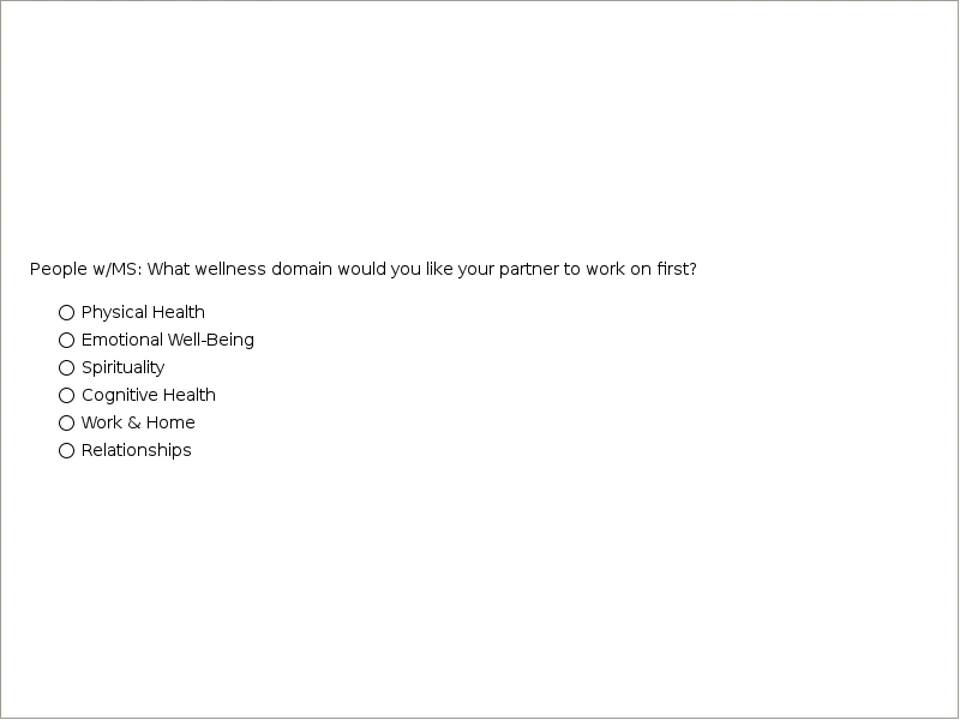 People w/MS: What wellness domain would you like your partner to work on first?
Physical Health
Emotional Well-Being
Spirituality
Cognitive Health
Work & Home
Relationships